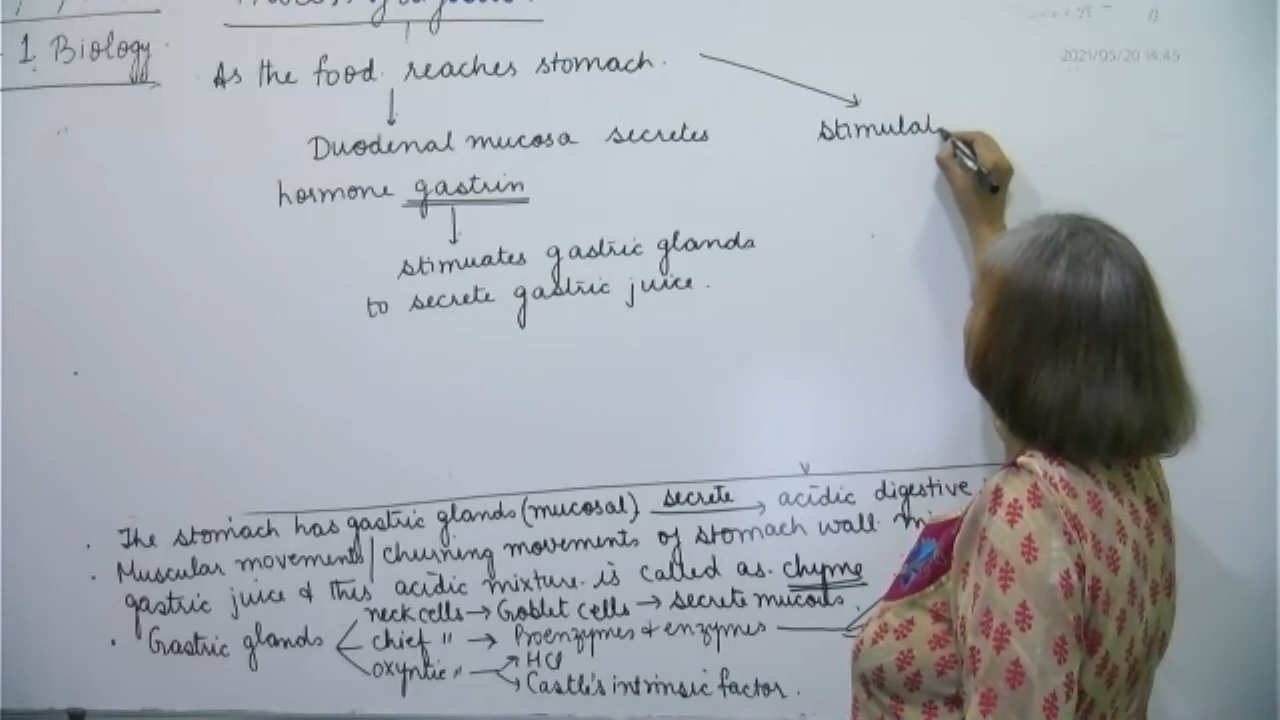 1. Biology
As the food reaches stomach.
Duodenal mucosa secretes
stimulat
hormone gastrin
stimuates gastric glands
to secrete gastric juice.
. The stomach has gastric glands (mucosal) secrete → acidic digestive
. Muscular movements / churning movements of stomach wall
gastric juice & this acidic mixture is called as chyme
. Gastric glands
neck cells → Goblet cells → secrete mucous.
chief " → Proenzymes & enzymes
oxyntic " → HCl
→ Castle's intrinsic factor.
2021/05/20 14:45